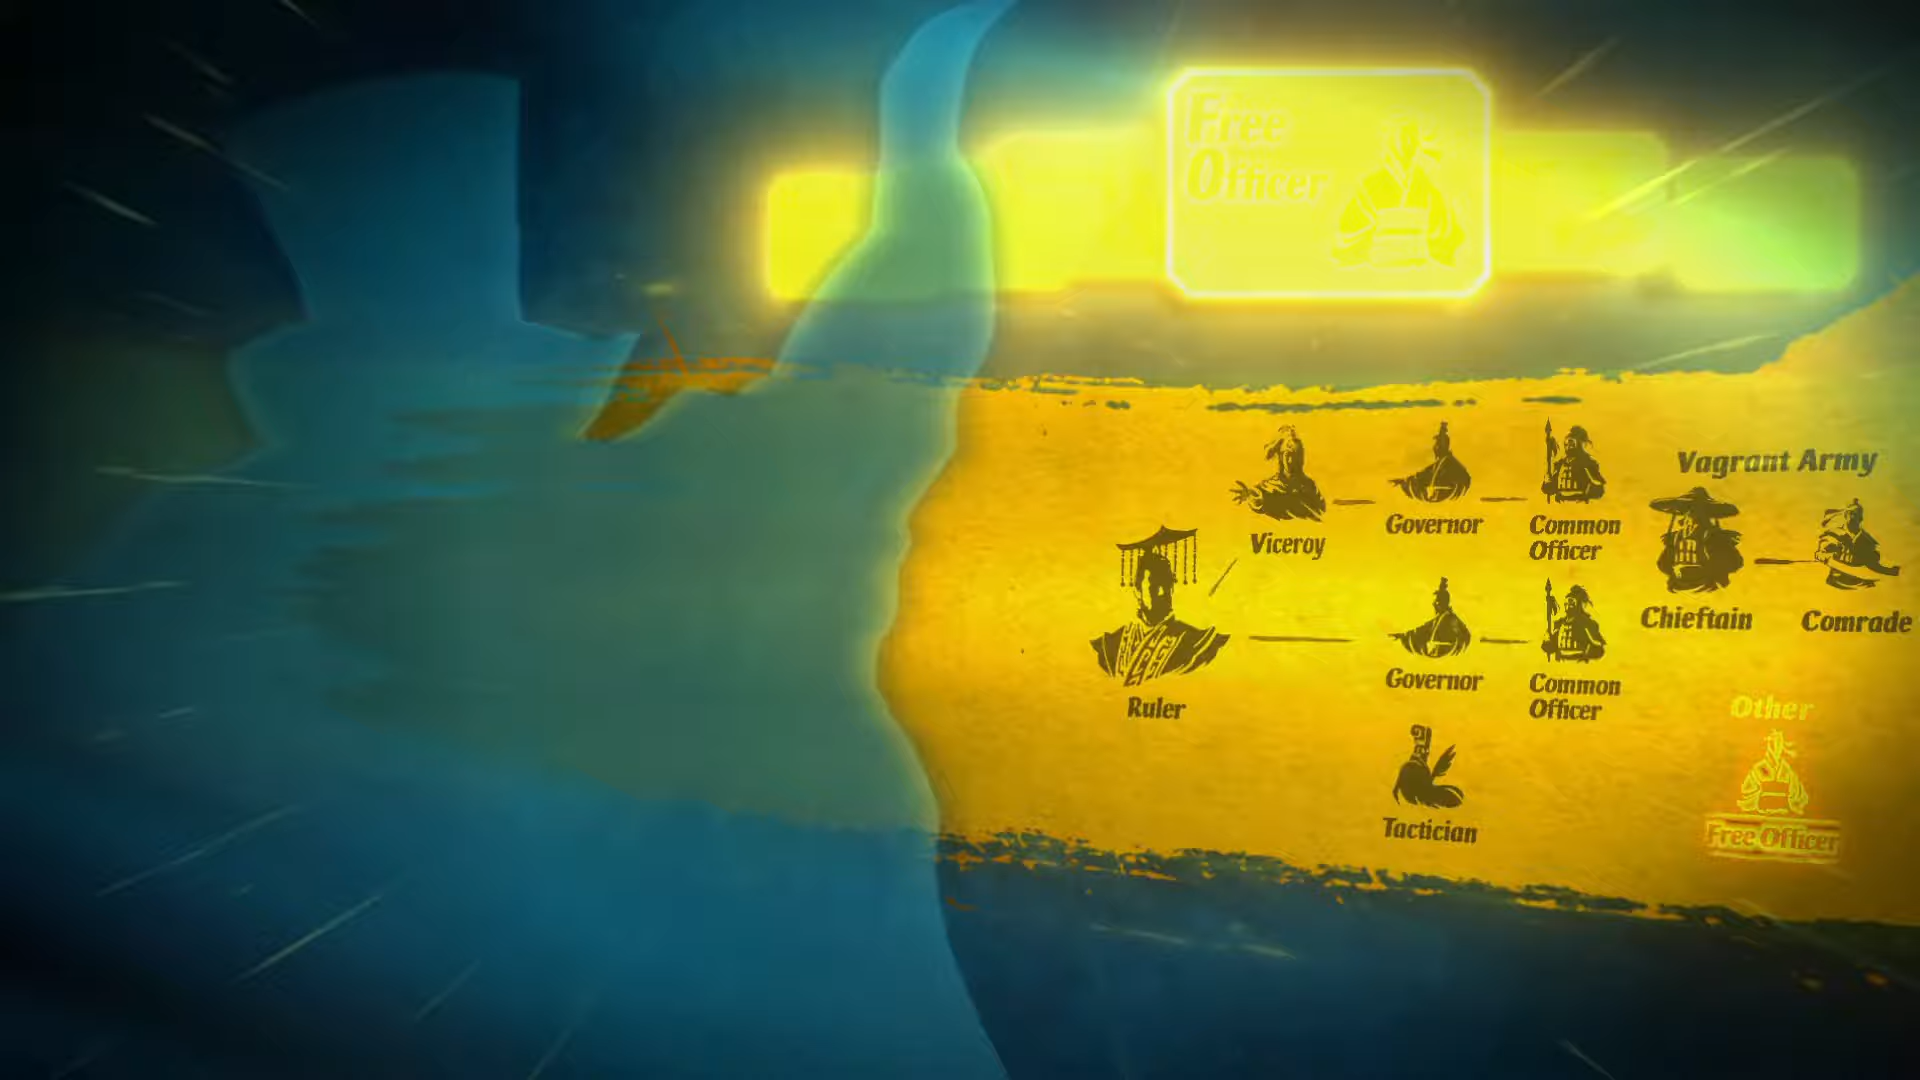 Free
Officer
Vagrant Army
Viceroy
Governor
Common
Officer
Chieftain
Comrade
Ruler
Governor
Common
Officer
Other
Tactician
Free Officer